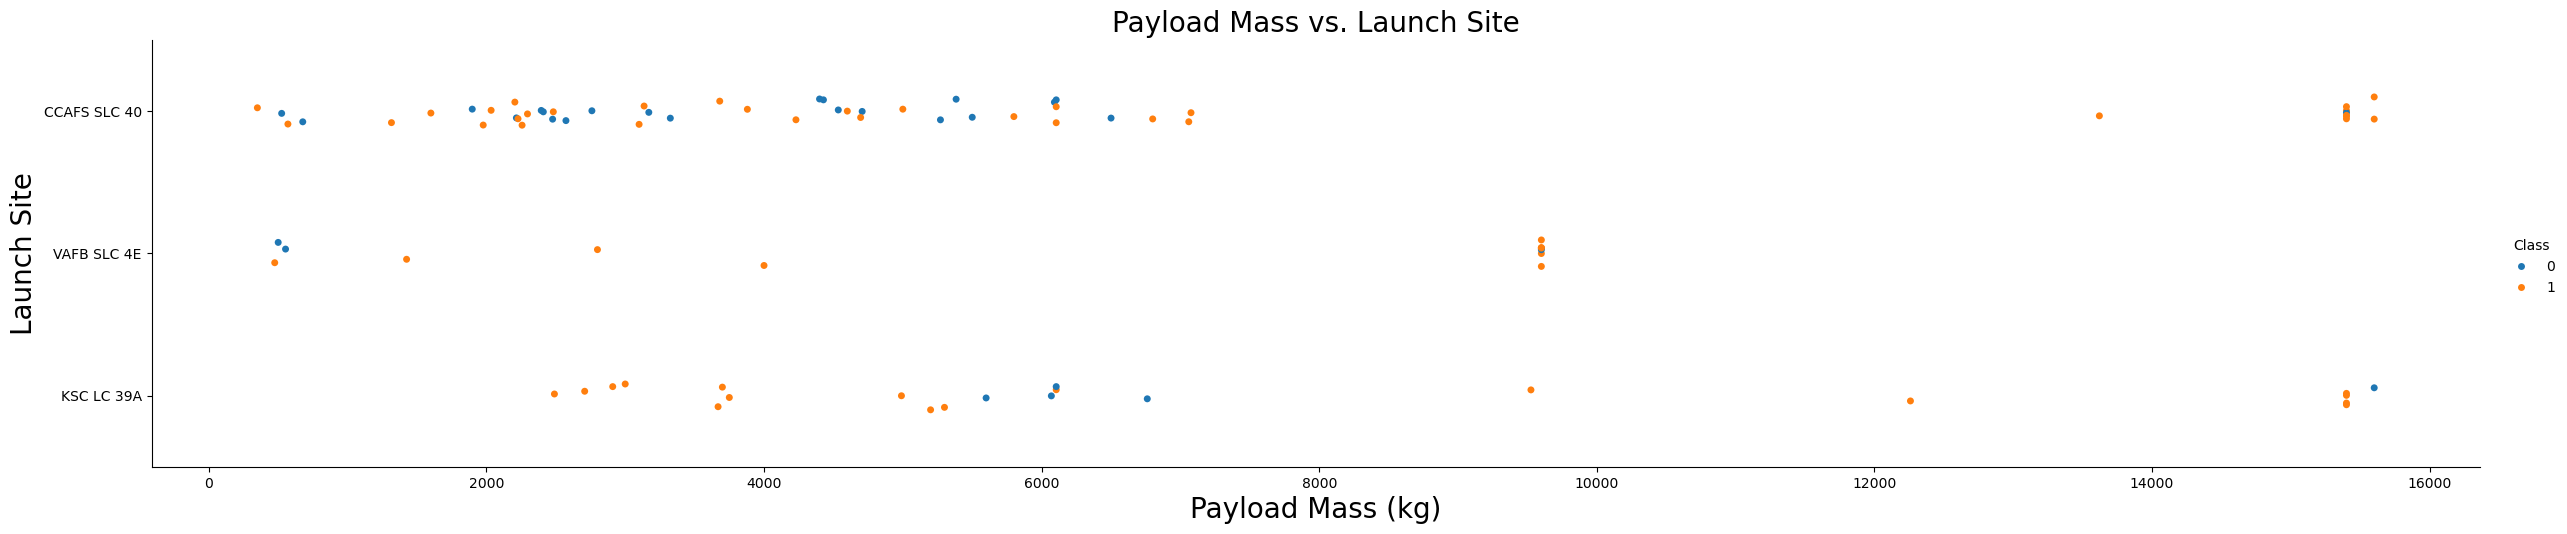 Payload Mass vs. Launch Site
Launch Site
CCAFS SLC 40
VAFB SLC 4E
KSC LC 39A
0 2000 4000 6000 8000 10000 12000 14000 16000
Payload Mass (kg)
Class
0
1